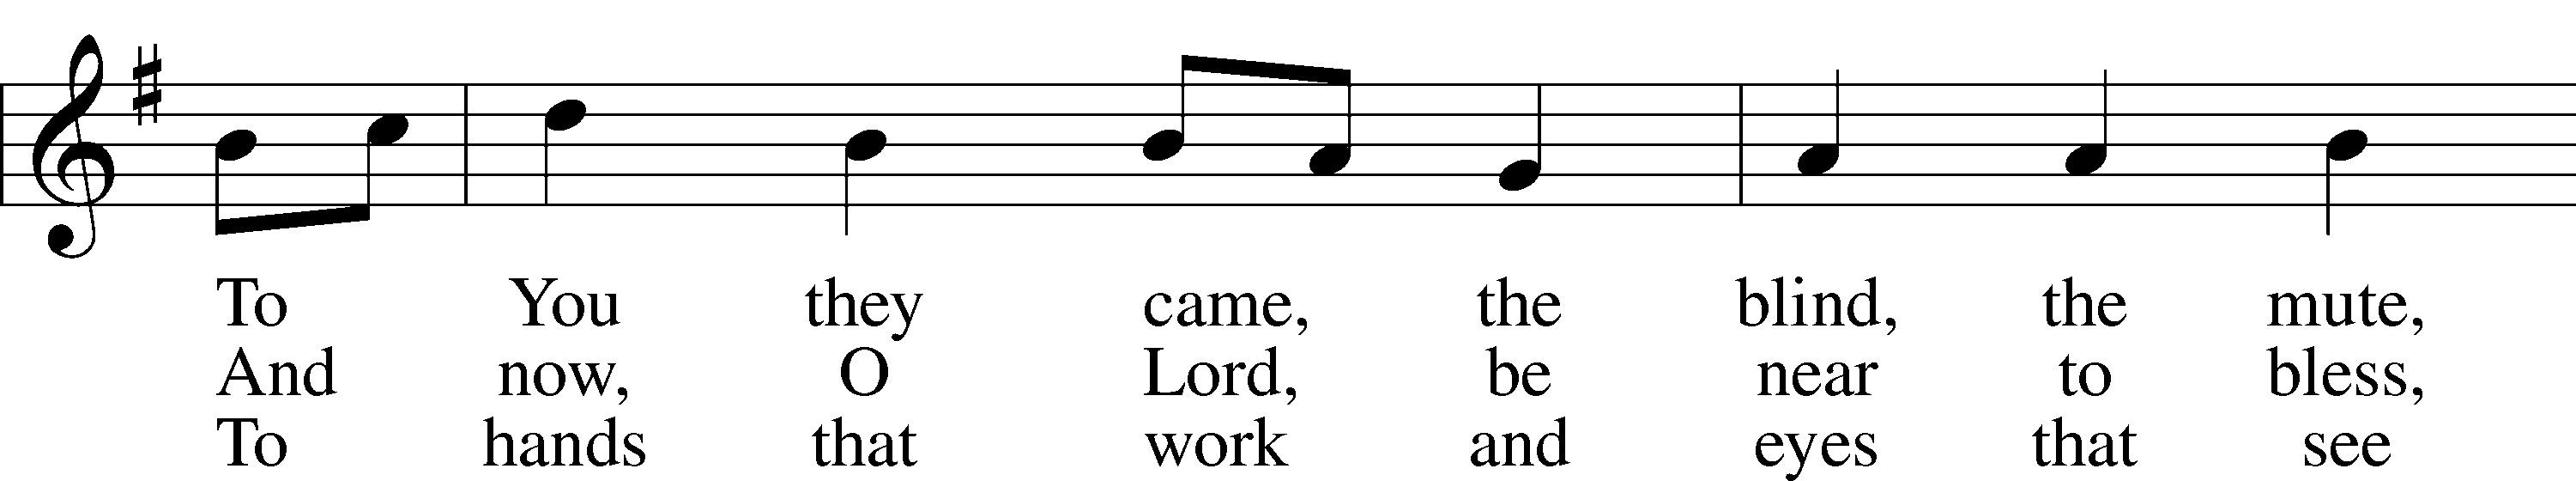 To You they came, the blind, the mute,
And now, O Lord, be near to bless,
To hands that work and eyes that see